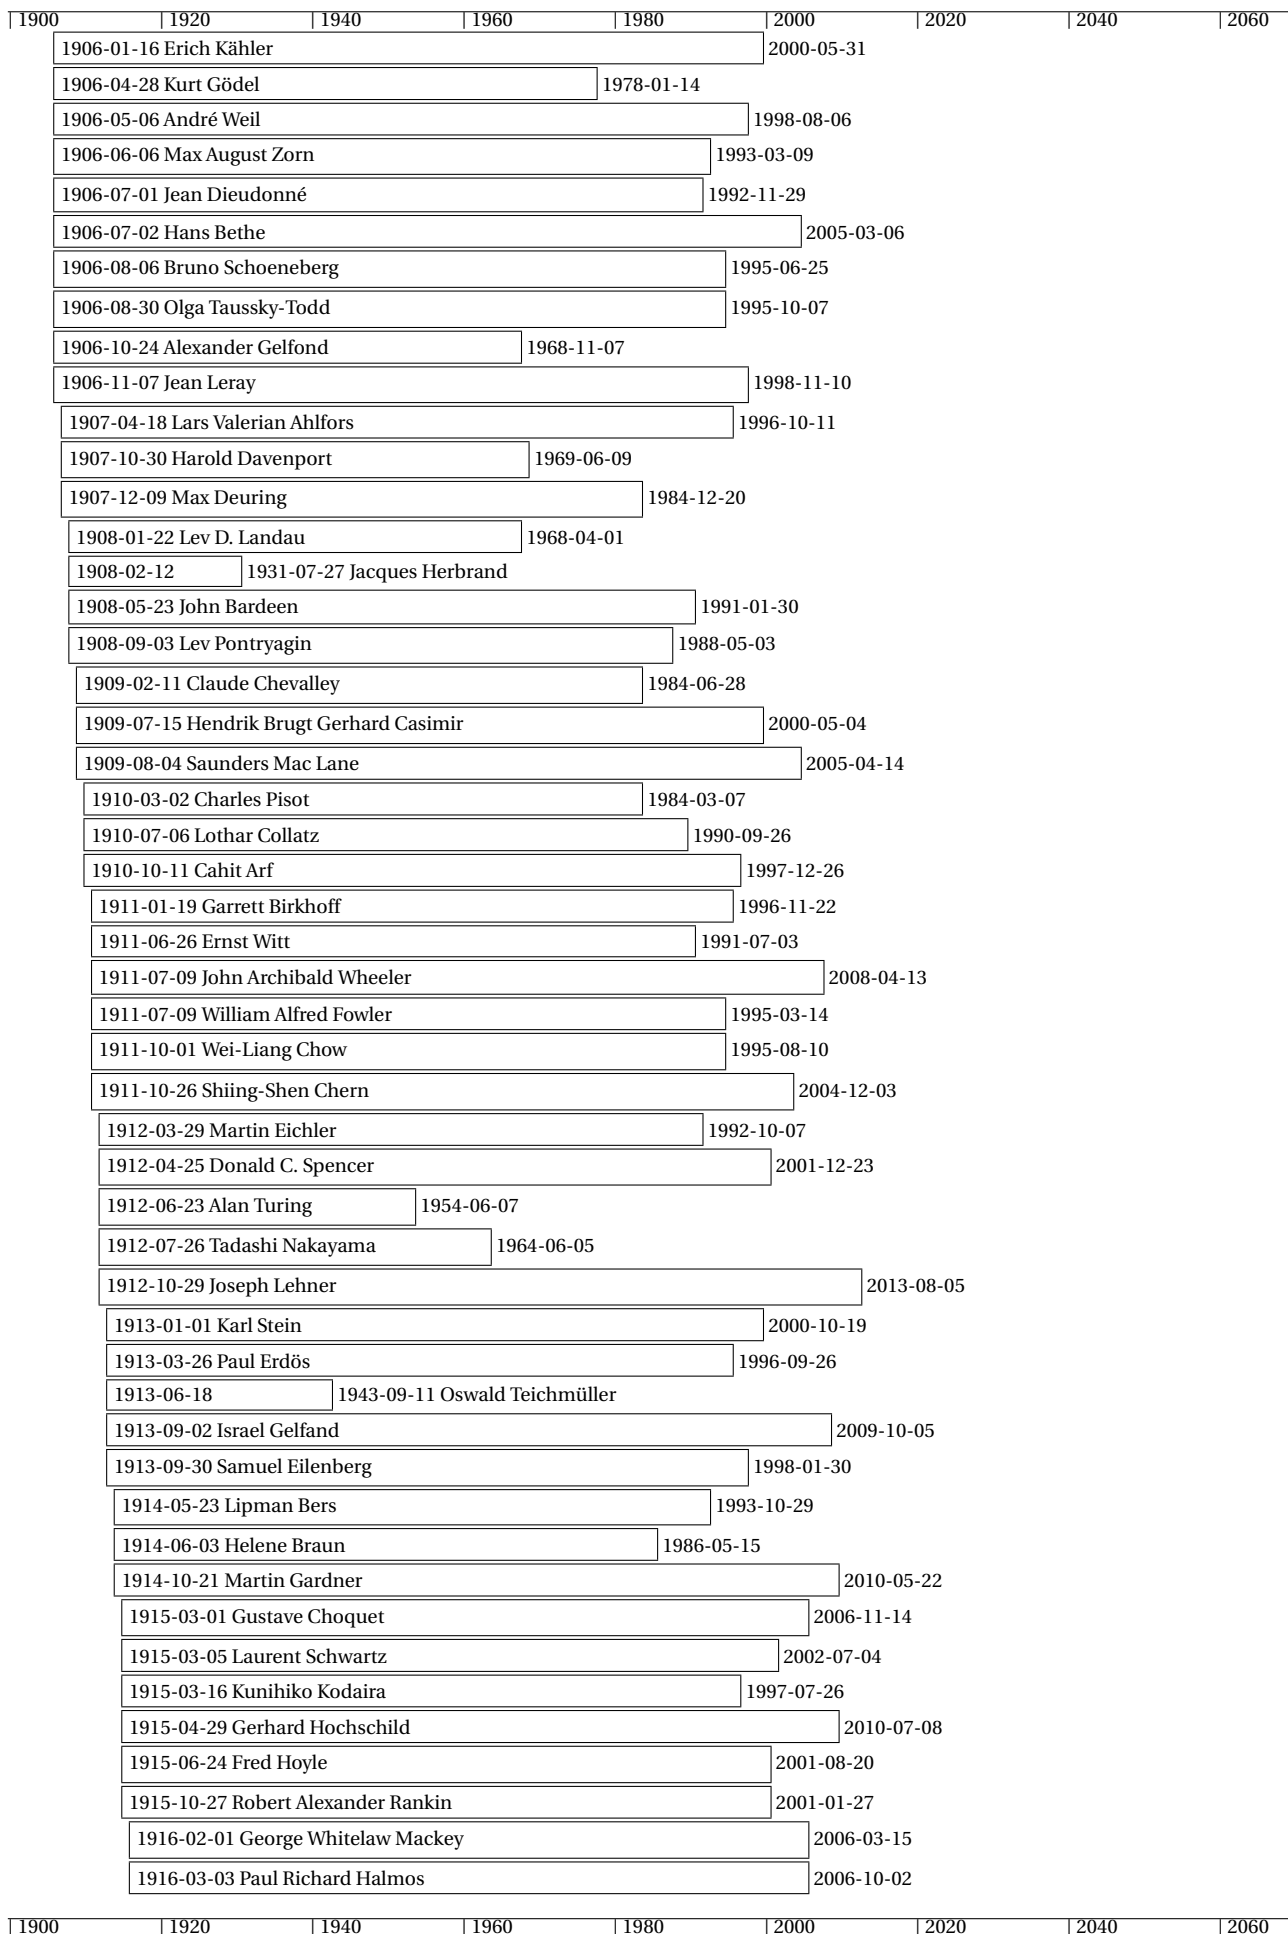 1900 1920 1940 1960 1980 2000 2020 2040 2060
1906-01-16 Erich Kähler 2000-05-31
1906-04-28 Kurt Gödel 1978-01-14
1906-05-06 André Weil 1998-08-06
1906-06-06 Max August Zorn 1993-03-09
1906-07-01 Jean Dieudonné 1992-11-29
1906-07-02 Hans Bethe 2005-03-06
1906-08-06 Bruno Schoeneberg 1995-06-25
1906-08-30 Olga Taussky-Todd 1995-10-07
1906-10-24 Alexander Gelfond 1968-11-07
1906-11-07 Jean Leray 1998-11-10
1907-04-18 Lars Valerian Ahlfors 1996-10-11
1907-10-30 Harold Davenport 1969-06-09
1907-12-09 Max Deuring 1984-12-20
1908-01-22 Lev D. Landau 1968-04-01
1908-02-12 1931-07-27 Jacques Herbrand
1908-05-23 John Bardeen 1991-01-30
1908-09-03 Lev Pontryagin 1988-05-03
1909-02-11 Claude Chevalley 1984-06-28
1909-07-15 Hendrik Brugt Gerhard Casimir 2000-05-04
1909-08-04 Saunders Mac Lane 2005-04-14
1910-03-02 Charles Pisot 1984-03-07
1910-07-06 Lothar Collatz 1990-09-26
1910-10-11 Cahit Arf 1997-12-26
1911-01-19 Garrett Birkhoff 1996-11-22
1911-06-26 Ernst Witt 1991-07-03
1911-07-09 John Archibald Wheeler 2008-04-13
1911-07-09 William Alfred Fowler 1995-03-14
1911-10-01 Wei-Liang Chow 1995-08-10
1911-10-26 Shiing-Shen Chern 2004-12-03
1912-03-29 Martin Eichler 1992-10-07
1912-04-25 Donald C. Spencer 2001-12-23
1912-06-23 Alan Turing 1954-06-07
1912-07-26 Tadashi Nakayama 1964-06-05
1912-10-29 Joseph Lehner 2013-08-05
1913-01-01 Karl Stein 2000-10-19
1913-03-26 Paul Erdös 1996-09-26
1913-06-18 1943-09-11 Oswald Teichmüller
1913-09-02 Israel Gelfand 2009-10-05
1913-09-30 Samuel Eilenberg 1998-01-30
1914-05-23 Lipman Bers 1993-10-29
1914-06-03 Helene Braun 1986-05-15
1914-10-21 Martin Gardner 2010-05-22
1915-03-01 Gustave Choquet 2006-11-14
1915-03-05 Laurent Schwartz 2002-07-04
1915-03-16 Kunihiko Kodaira 1997-07-26
1915-04-29 Gerhard Hochschild 2010-07-08
1915-06-24 Fred Hoyle 2001-08-20
1915-10-27 Robert Alexander Rankin 2001-01-27
1916-02-01 George Whitelaw Mackey 2006-03-15
1916-03-03 Paul Richard Halmos 2006-10-02
1900 1920 1940 1960 1980 2000 2020 2040 2060